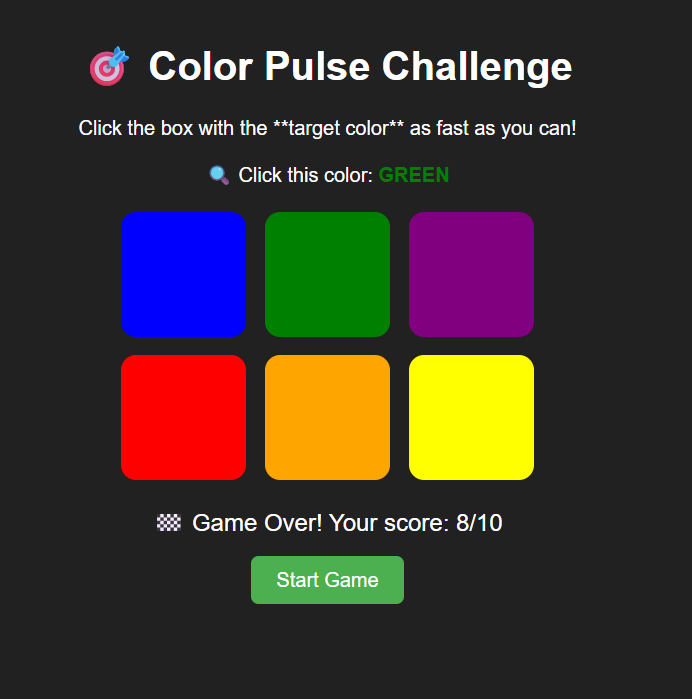 🎯 Color Pulse Challenge
Click the box with the **target color** as fast as you can!
🔍 Click this color: GREEN
🏁 Game Over! Your score: 8/10
Start Game